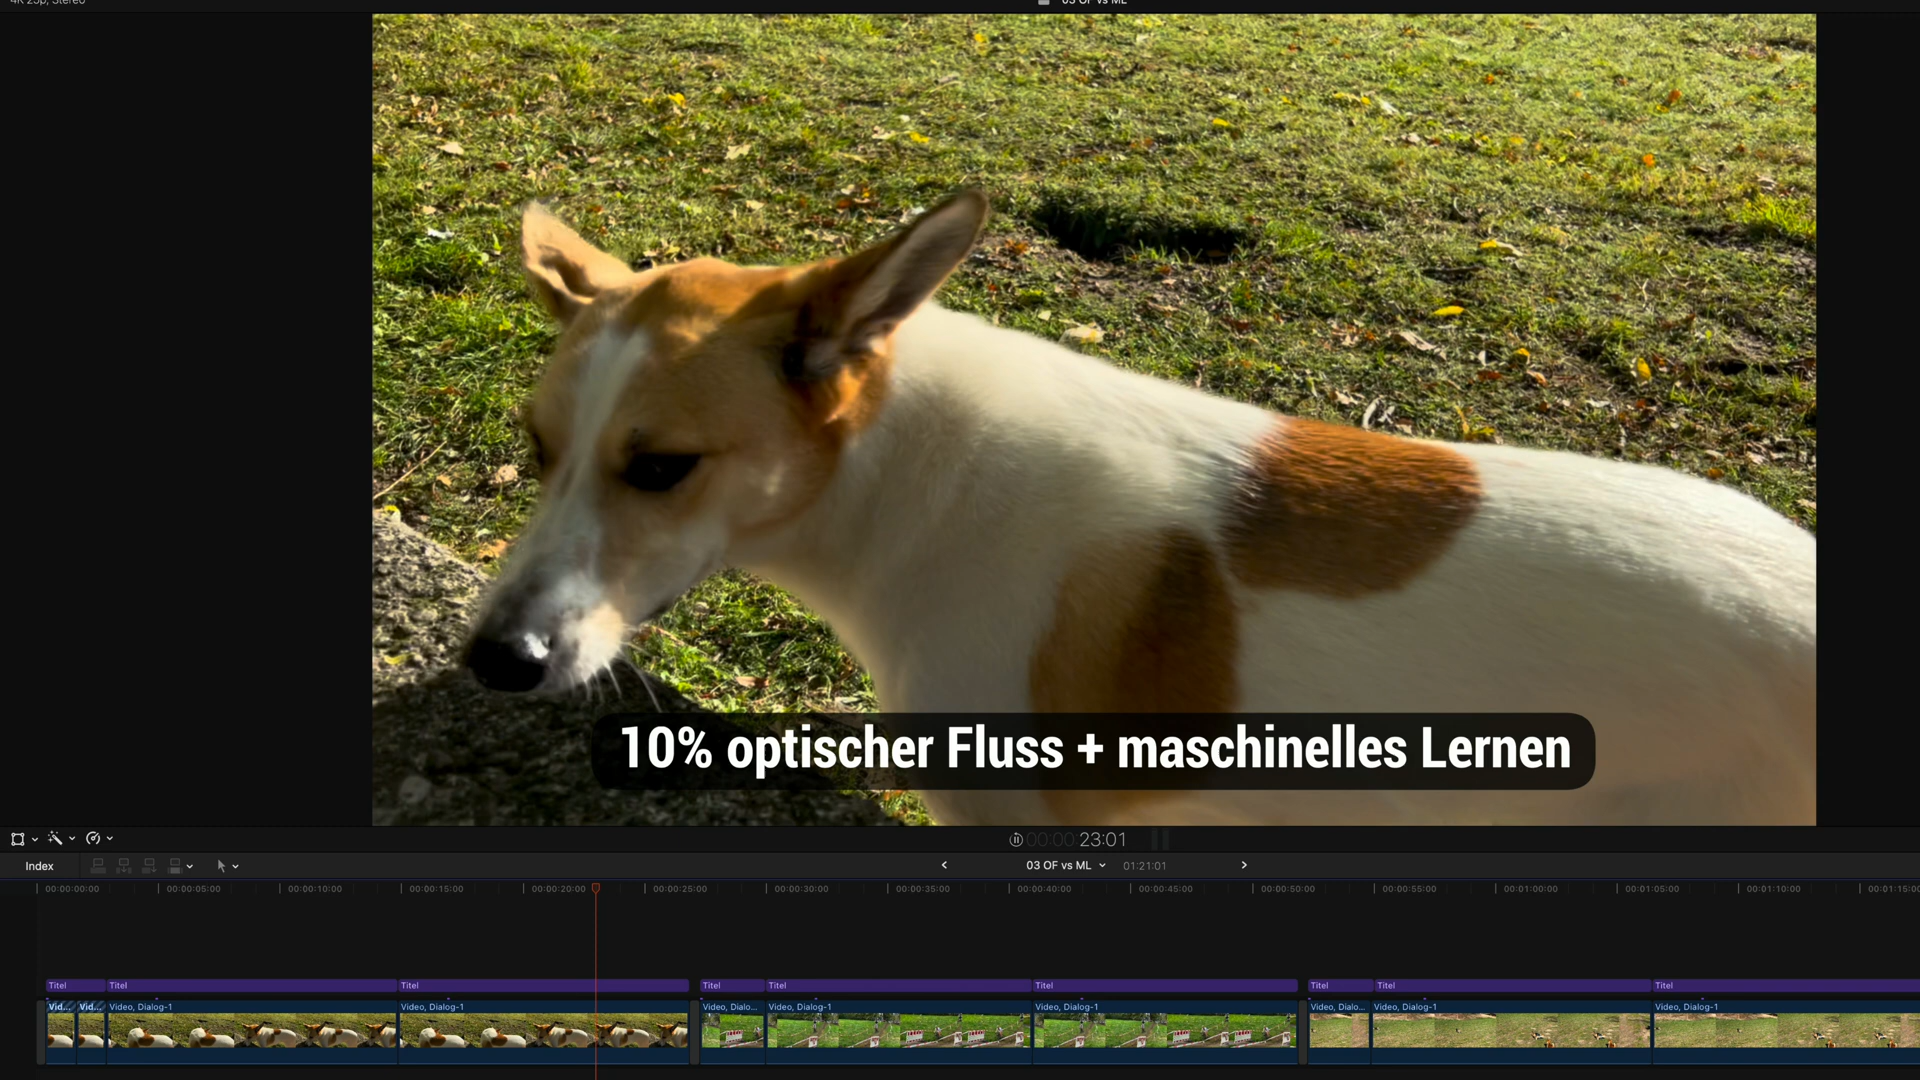 4K 25p, Stereo
03 OF vs ML
10% optischer Fluss + maschinelles Lernen
00:00:00:23:01
Index
03 OF vs ML
01:21:01
00:00:00:00
00:00:05:00
00:00:10:00
00:00:15:00
00:00:20:00
00:00:25:00
00:00:30:00
00:00:35:00
00:00:40:00
00:00:45:00
00:00:50:00
00:00:55:00
00:01:00:00
00:01:05:00
00:01:10:00
00:01:15:00
Titel
Titel
Titel
Titel
Titel
Titel
Titel
Titel
Titel
Vid...
Vid...
Video, Dialog-1
Video, Dialog-1
Video, Dialo...
Video, Dialog-1
Video, Dialog-1
Video, Dialo...
Video, Dialog-1
Video, Dialog-1